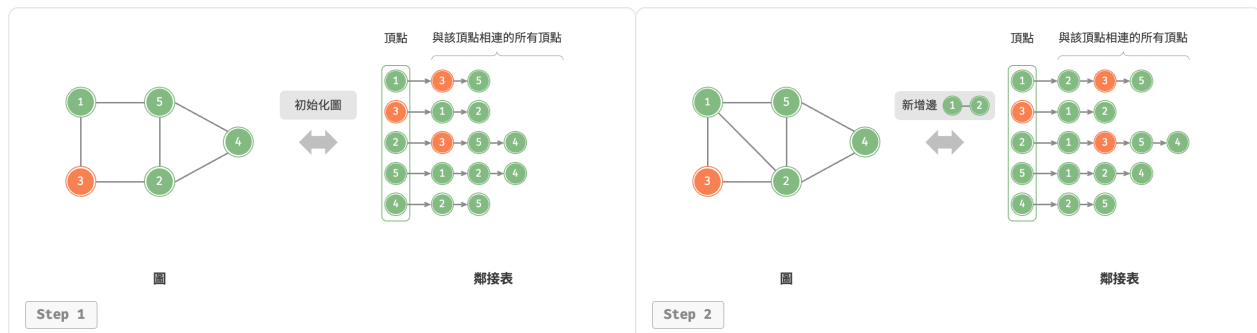 頂點 與該頂點相連的所有頂點
1 5 4 3 2
初始化圖
1 3 5
3 1 2
2 3 5 4
5 1 2 4
4 2 5
圖 鄰接表
Step 1
頂點 與該頂點相連的所有頂點
1 5 4 3 2
新增邊 1 2
1 2 3 5
3 1 2
2 1 3 5 4
5 1 2 4
4 2 5
圖 鄰接表
Step 2